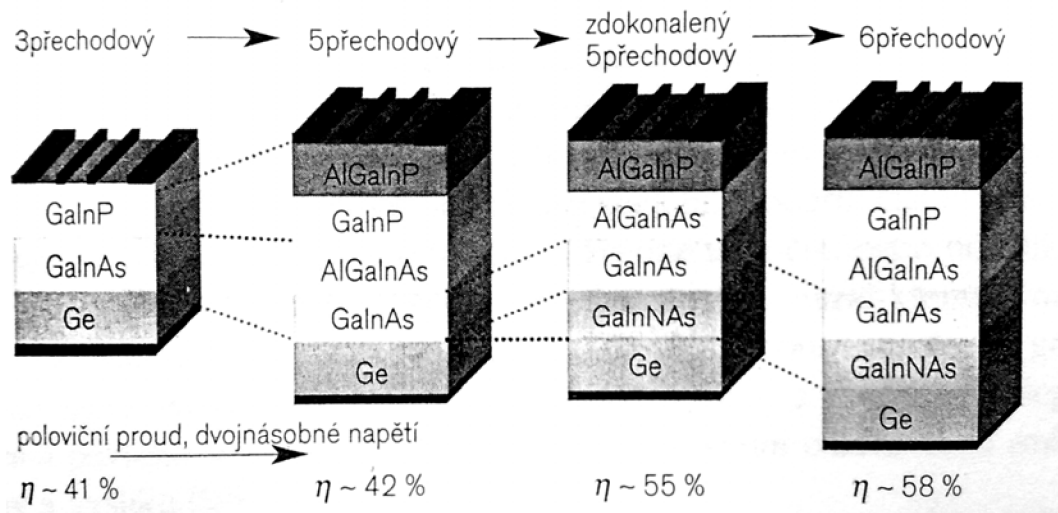 3přechodový
5přechodový
zdokonalený
5přechodový
6přechodový
GaInP
GaInAs
Ge
AlGaInP
GaInP
AlGaInAs
GaInAs
Ge
AlGaInP
AlGaInAs
GaInAs
GaInNAs
Ge
AlGaInP
GaInP
AlGaInAs
GaInAs
GaInNAs
Ge
poloviční proud, dvojnásobné napětí
η ~ 41 %
η ~ 42 %
η ~ 55 %
η ~ 58 %